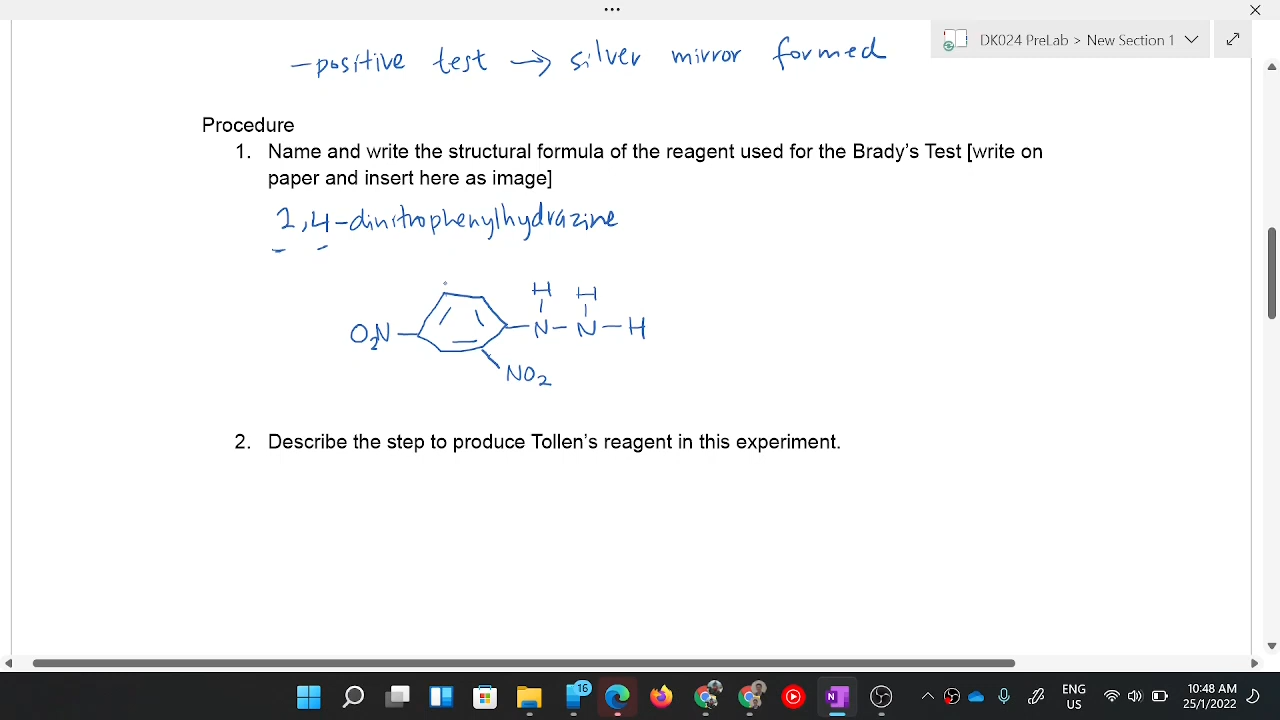 ...
DK024 PreLab > New Section 1
-positive test → silver mirror formed
Procedure
1. Name and write the structural formula of the reagent used for the Brady's Test [write on
paper and insert here as image]
2,4-dinitrophenylhydrazine
H H
O2N N-N-H
NO2
2. Describe the step to produce Tollen's reagent in this experiment.
16
N
ENG
US
10:48 AM
25/1/2022